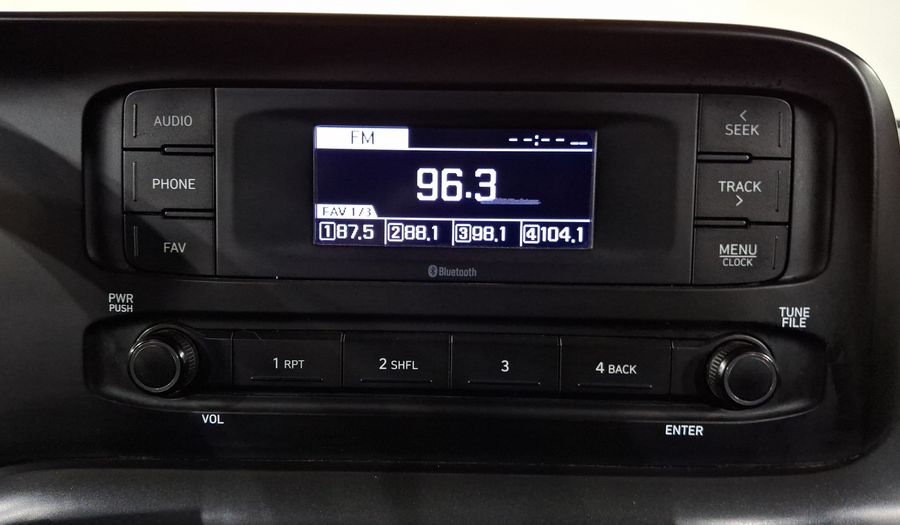 AUDIO
PHONE
FAV
FM --:-- --
96.3
FAV 1/3
1 87.5 2 88.1 3 98.1 4 104.1
Bluetooth
< SEEK
TRACK >
MENU
CLOCK
PWR
PUSH
VOL
1 RPT
2 SHFL
3
4 BACK
TUNE
FILE
ENTER